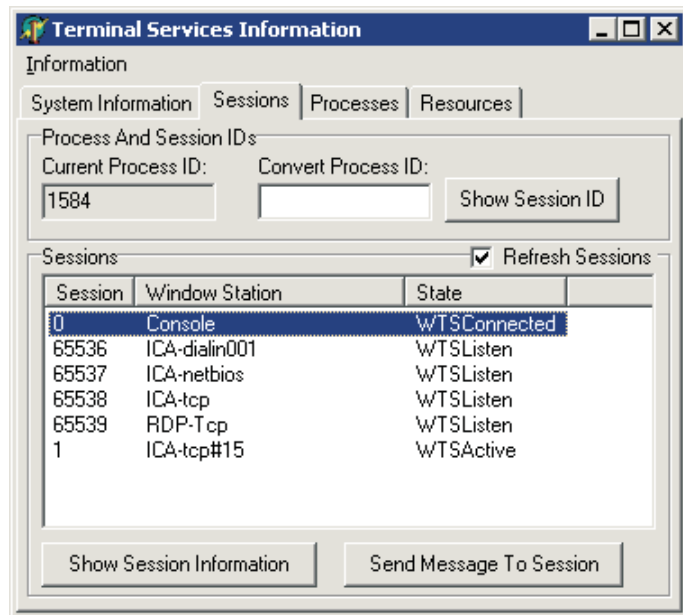 Terminal Services Information
Information
System Information Sessions Processes Resources
Process And Session IDs
Current Process ID: Convert Process ID:
1584 Show Session ID
Sessions Refresh Sessions
Session Window Station State
0 Console WTSConnected
65536 ICA-dialin001 WTSListen
65537 ICA-netbios WTSListen
65538 ICA-tcp WTSListen
65539 RDP-Tcp WTSListen
1 ICA-tcp#15 WTSActive
Show Session Information Send Message To Session